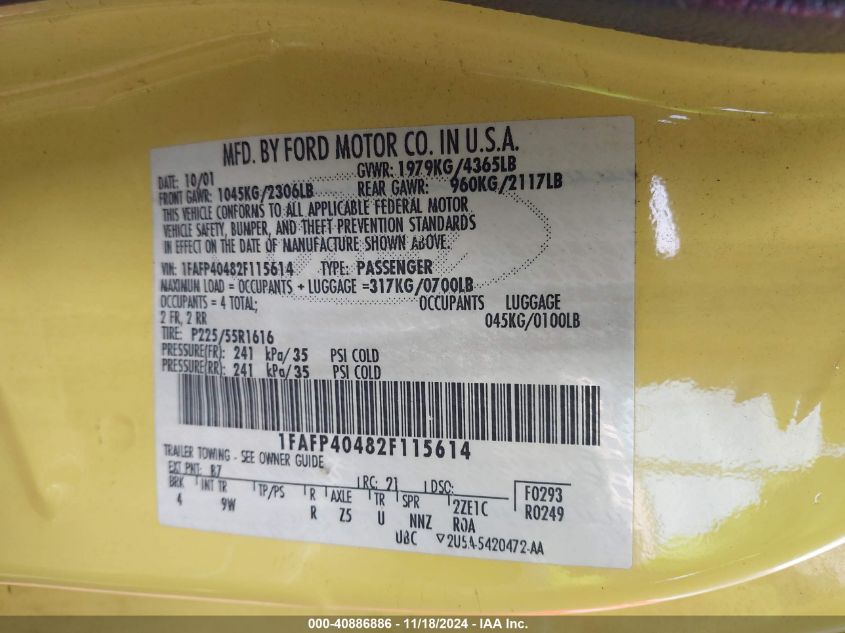 MFD. BY FORD MOTOR CO. IN U.S.A.
DATE: 10/01 GVWR: 1979KG/4365LB
FRONT GAWR: 1045KG/2306LB REAR GAWR: 960KG/2117LB
THIS VEHICLE CONFORMS TO ALL APPLICABLE FEDERAL MOTOR
VEHICLE SAFETY, BUMPER, AND THEFT PREVENTION STANDARDS
IN EFFECT ON THE DATE OF MANUFACTURE SHOWN ABOVE.
VIN: 1FAFP40482F115614 TYPE: PASSENGER
MAXIMUN LOAD = OCCUPANTS + LUGGAGE =317KG/0700LB
OCCUPANTS = 4 TOTAL; OCCUPANTS LUGGAGE
2 FR, 2 RR 045KG/0100LB
TIRE: P225/55R1616
PRESSURE(FR): 241 kPa/35 PSI COLD
PRESSURE(RR): 241 kPa/35 PSI COLD
1FAFP40482F115614
TRAILER TOWING - SEE OWNER GUIDE
EXT PNT: B7 RC: 21 DSO: F0293
BRK INT TR TP/PS R AXLE TR SPR 2ZE1C R0249
4 9W R Z5 U NNZ ROA
UBC 2U5A-5420472-AA
000-40886886 - 11/18/2024 - IAA Inc.